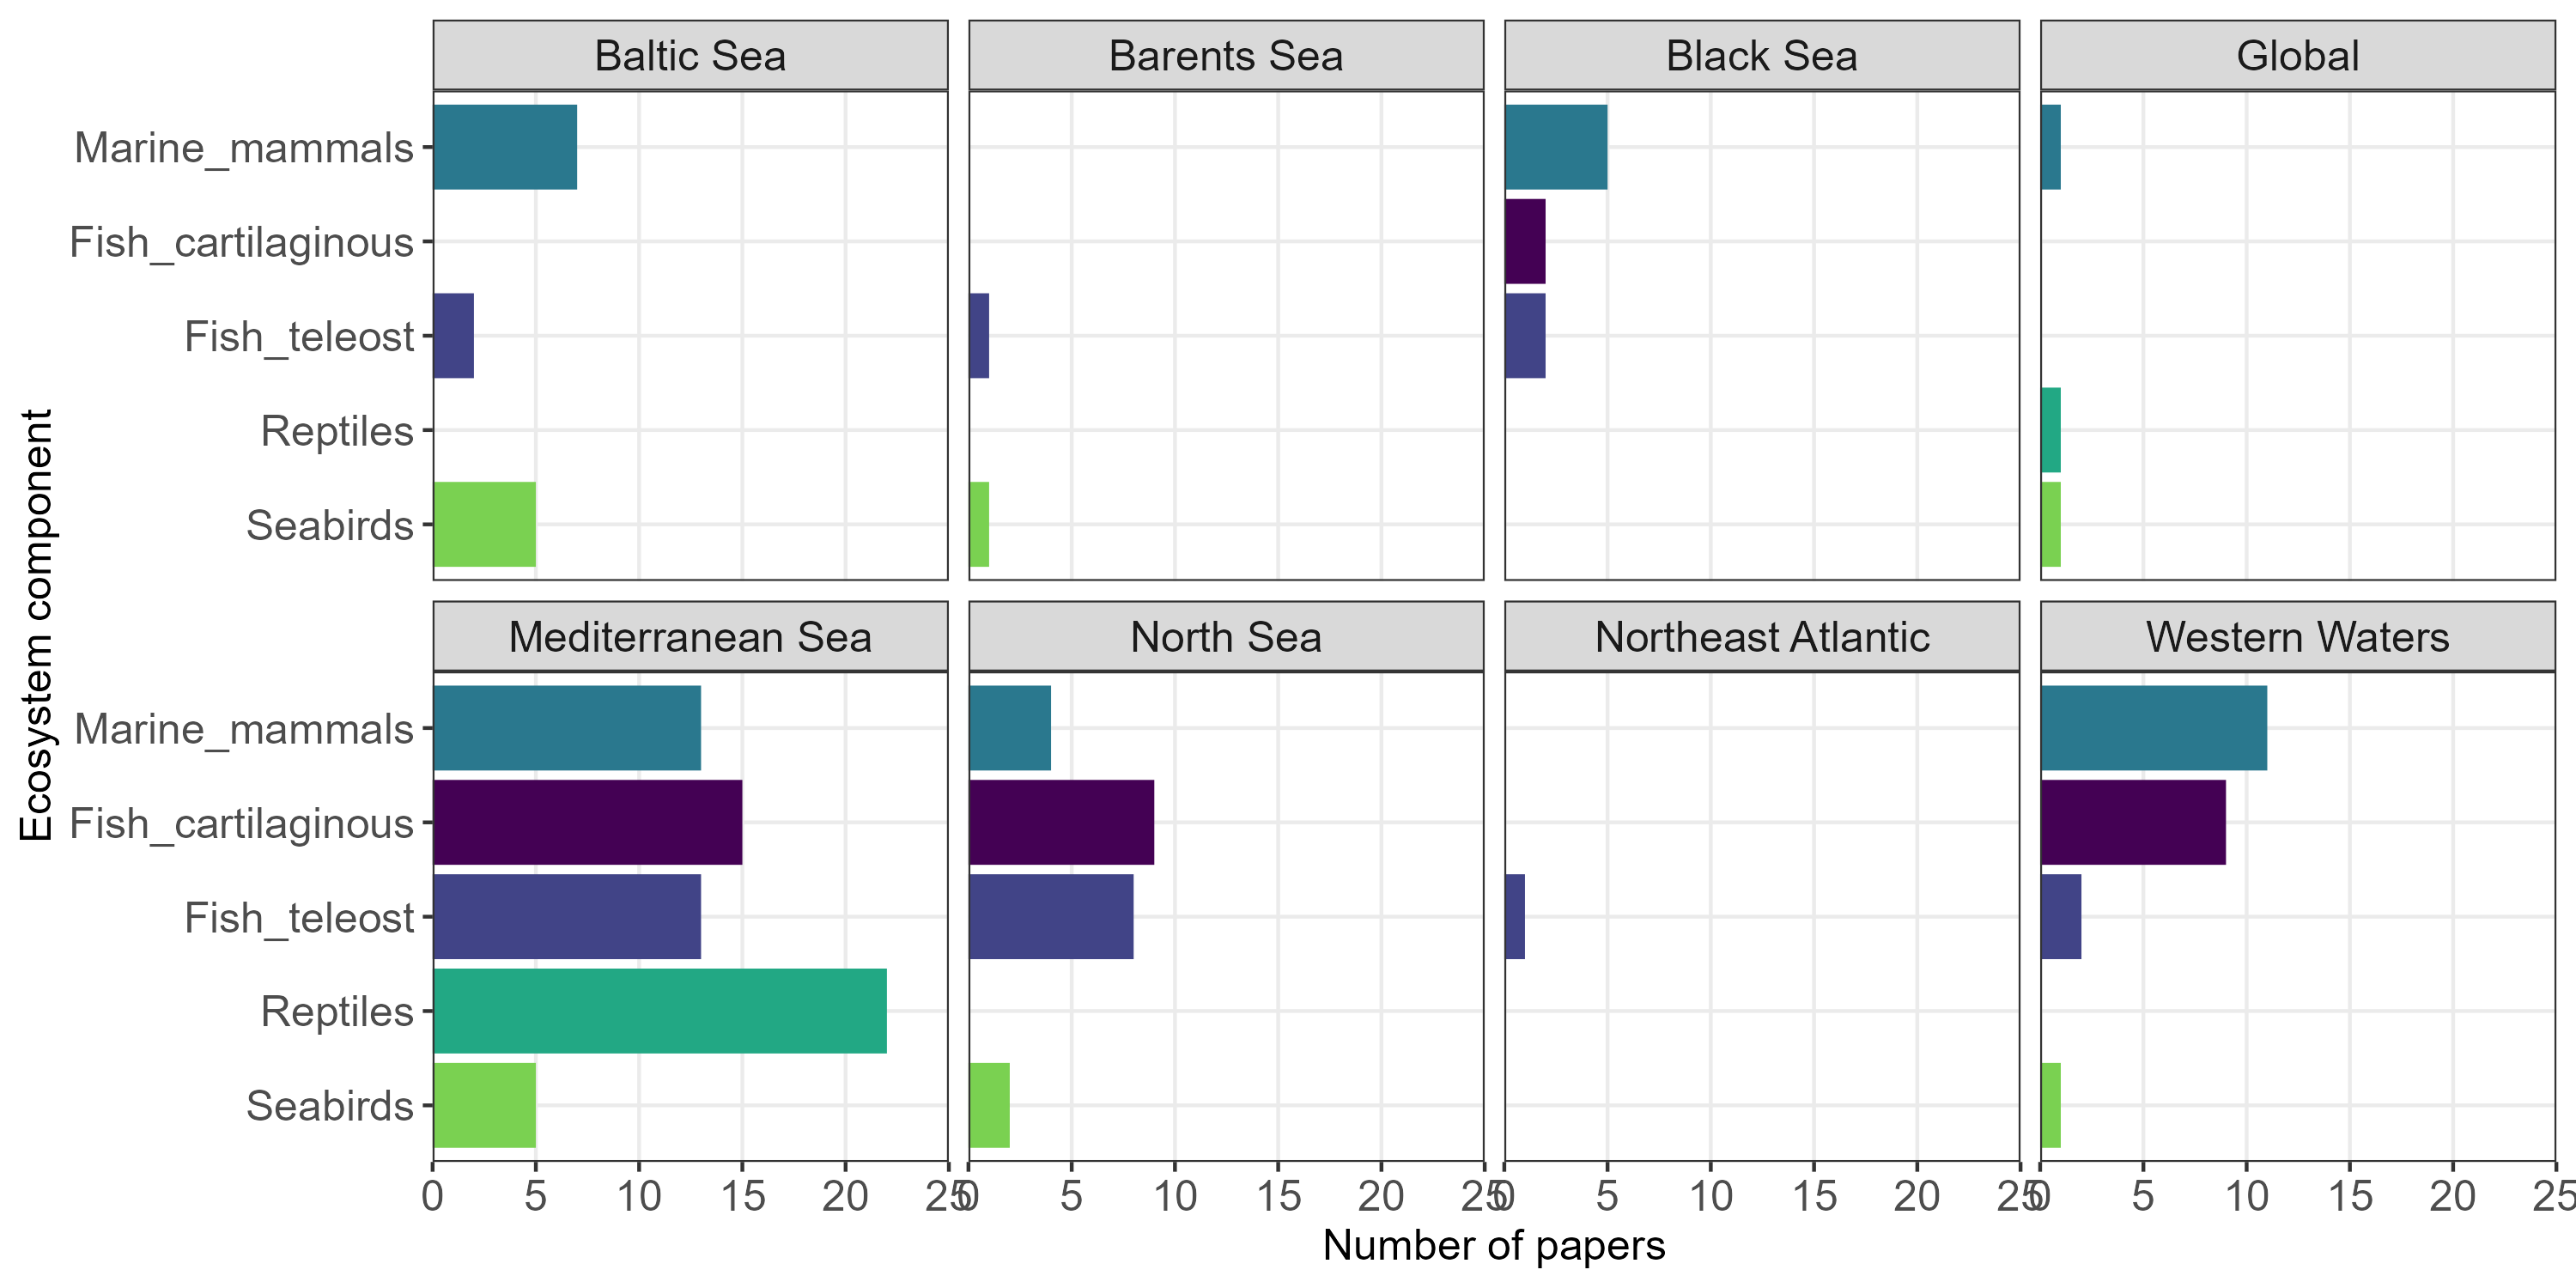 Baltic Sea
Barents Sea
Black Sea
Global
Marine_mammals
Fish_cartilaginous
Fish_teleost
Reptiles
Seabirds
Ecosystem component
Mediterranean Sea
North Sea
Northeast Atlantic
Western Waters
Marine_mammals
Fish_cartilaginous
Fish_teleost
Reptiles
Seabirds
0 5 10 15 20 25
0 5 10 15 20 25
0 5 10 15 20 25
0 5 10 15 20 25
Number of papers